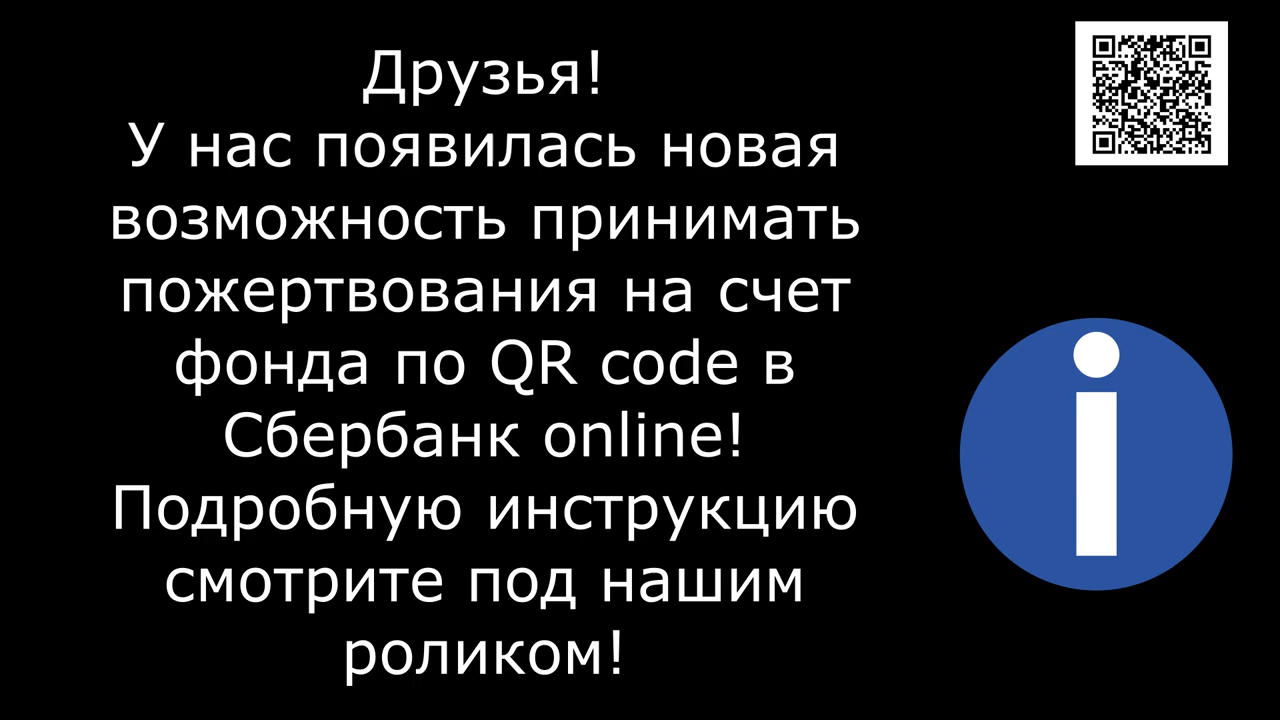 Друзья!
У нас появилась новая
возможность принимать
пожертвования на счет
фонда по QR code в
Сбербанк online!
Подробную инструкцию
смотрите под нашим
роликом!